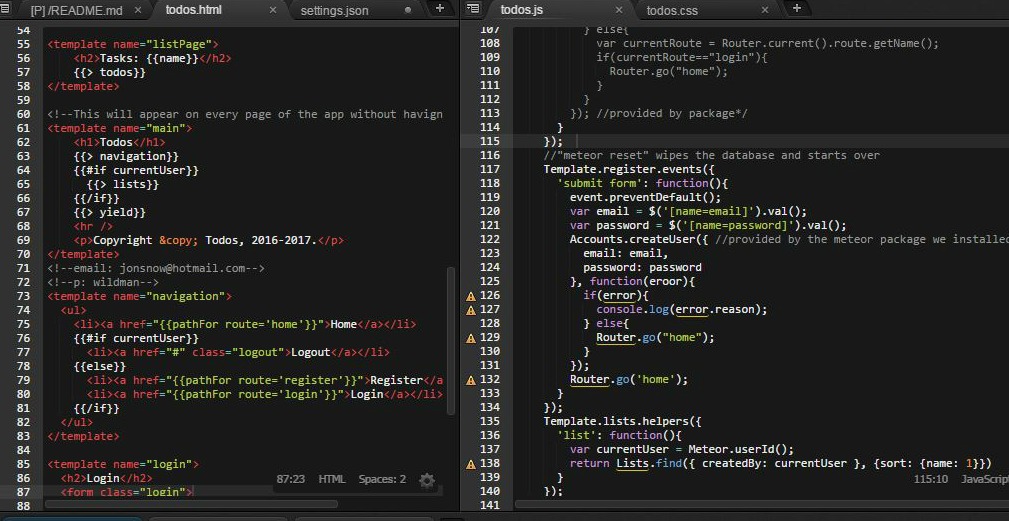 [P] /README.md × todos.html × settings.json +
54
55 <template name="listPage">
56 <h2>Tasks: {{name}}</h2>
57 {{> todos}}
58 </template>
59
60 <!--This will appear on every page of the app without havign
61 <template name="main">
62 <h1>Todos</h1>
63 {{> navigation}}
64 {{#if currentUser}}
65 {{> lists}}
66 {{/if}}
67 {{> yield}}
68 <hr />
69 <p>Copyright &copy; Todos, 2016-2017.</p>
70 </template>
71 <!--email: jonsnow@hotmail.com-->
72 <!--p: wildman-->
73 <template name="navigation">
74 <ul>
75 <li><a href="{{pathFor route='home'}}">Home</a></li>
76 {{#if currentUser}}
77 <li><a href="#" class="logout">Logout</a></li>
78 {{else}}
79 <li><a href="{{pathFor route='register'}}">Register</a
80 <li><a href="{{pathFor route='login'}}">Login</a></li>
81 {{/if}}
82 </ul>
83 </template>
84
85 <template name="login">
86 <h2>Login</h2>
87 <form class="login">
88
87:23 HTML Spaces: 2
todos.js × todos.css × +
107 } else{
108 var currentRoute = Router.current().route.getName();
109 if(currentRoute=="login"){
110 Router.go("home");
111 }
112 }
113 }); //provided by package*/
114 }
115 });
116 //"meteor reset" wipes the database and starts over
117 Template.register.events({
118 'submit form': function(){
119 event.preventDefault();
120 var email = $('[name=email]').val();
121 var password = $('[name=password]').val();
122 Accounts.createUser({ //provided by the meteor package we installed
123 email: email,
124 password: password
125 }, function(eroor){
126 if(error){
127 console.log(error.reason);
128 } else{
129 Router.go("home");
130 }
131 });
132 Router.go('home');
133 }
134 });
135 Template.lists.helpers({
136 'list': function(){
137 var currentUser = Meteor.userId();
138 return Lists.find({ createdBy: currentUser }, {sort: {name: 1}})
139 }
140 });
141
115:10 JavaScrip